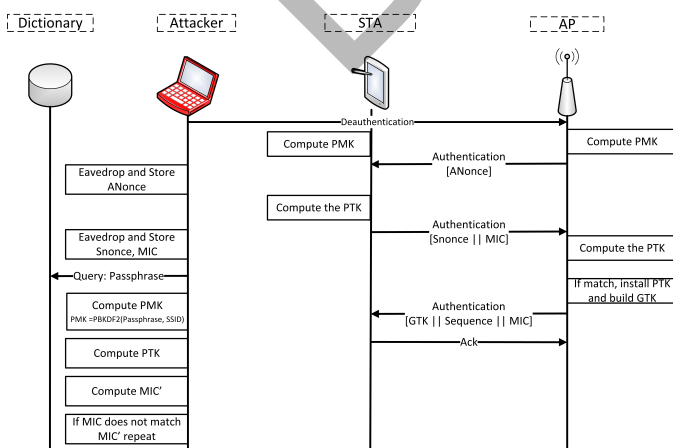 Dictionary
Attacker
STA
AP
Deauthentication
Compute PMK
Compute PMK
Authentication
[ANonce]
Eavedrop and Store
ANonce
Compute the PTK
Authentication
[Snonce || MIC]
Eavedrop and Store
Snonce, MIC
Compute the PTK
Query: Passphrase
If match, install PTK
and build GTK
Compute PMK
PMK =PBKDF2(Passphrase, SSID)
Authentication
[GTK || Sequence || MIC]
Ack
Compute PTK
Compute MIC’
If MIC does not match
MIC’ repeat